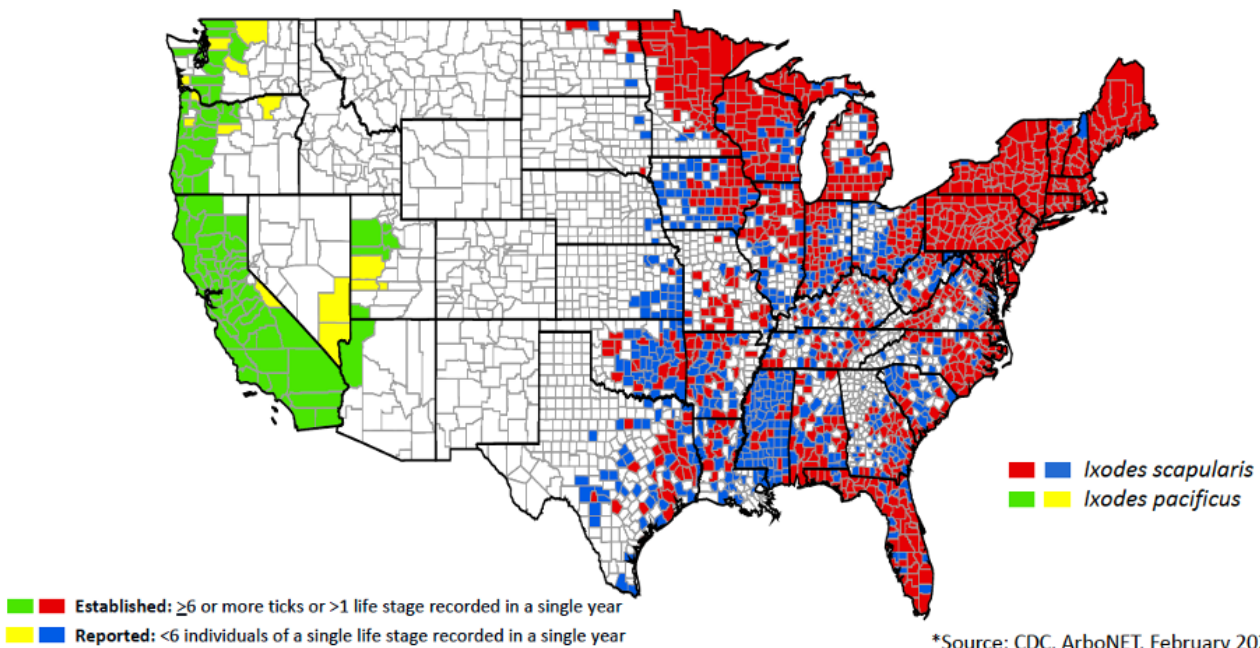 Ixodes scapularis
Ixodes pacificus
Established: ≥6 or more ticks or >1 life stage recorded in a single year
Reported: <6 individuals of a single life stage recorded in a single year
*Source: CDC, ArboNET, February